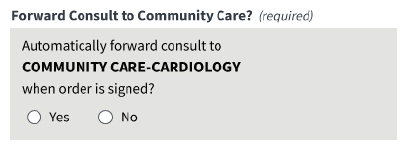 Forward Consult to Community Care? (required)
Automatically forward consult to
COMMUNITY CARE-CARDIOLOGY
when order is signed?
Yes No